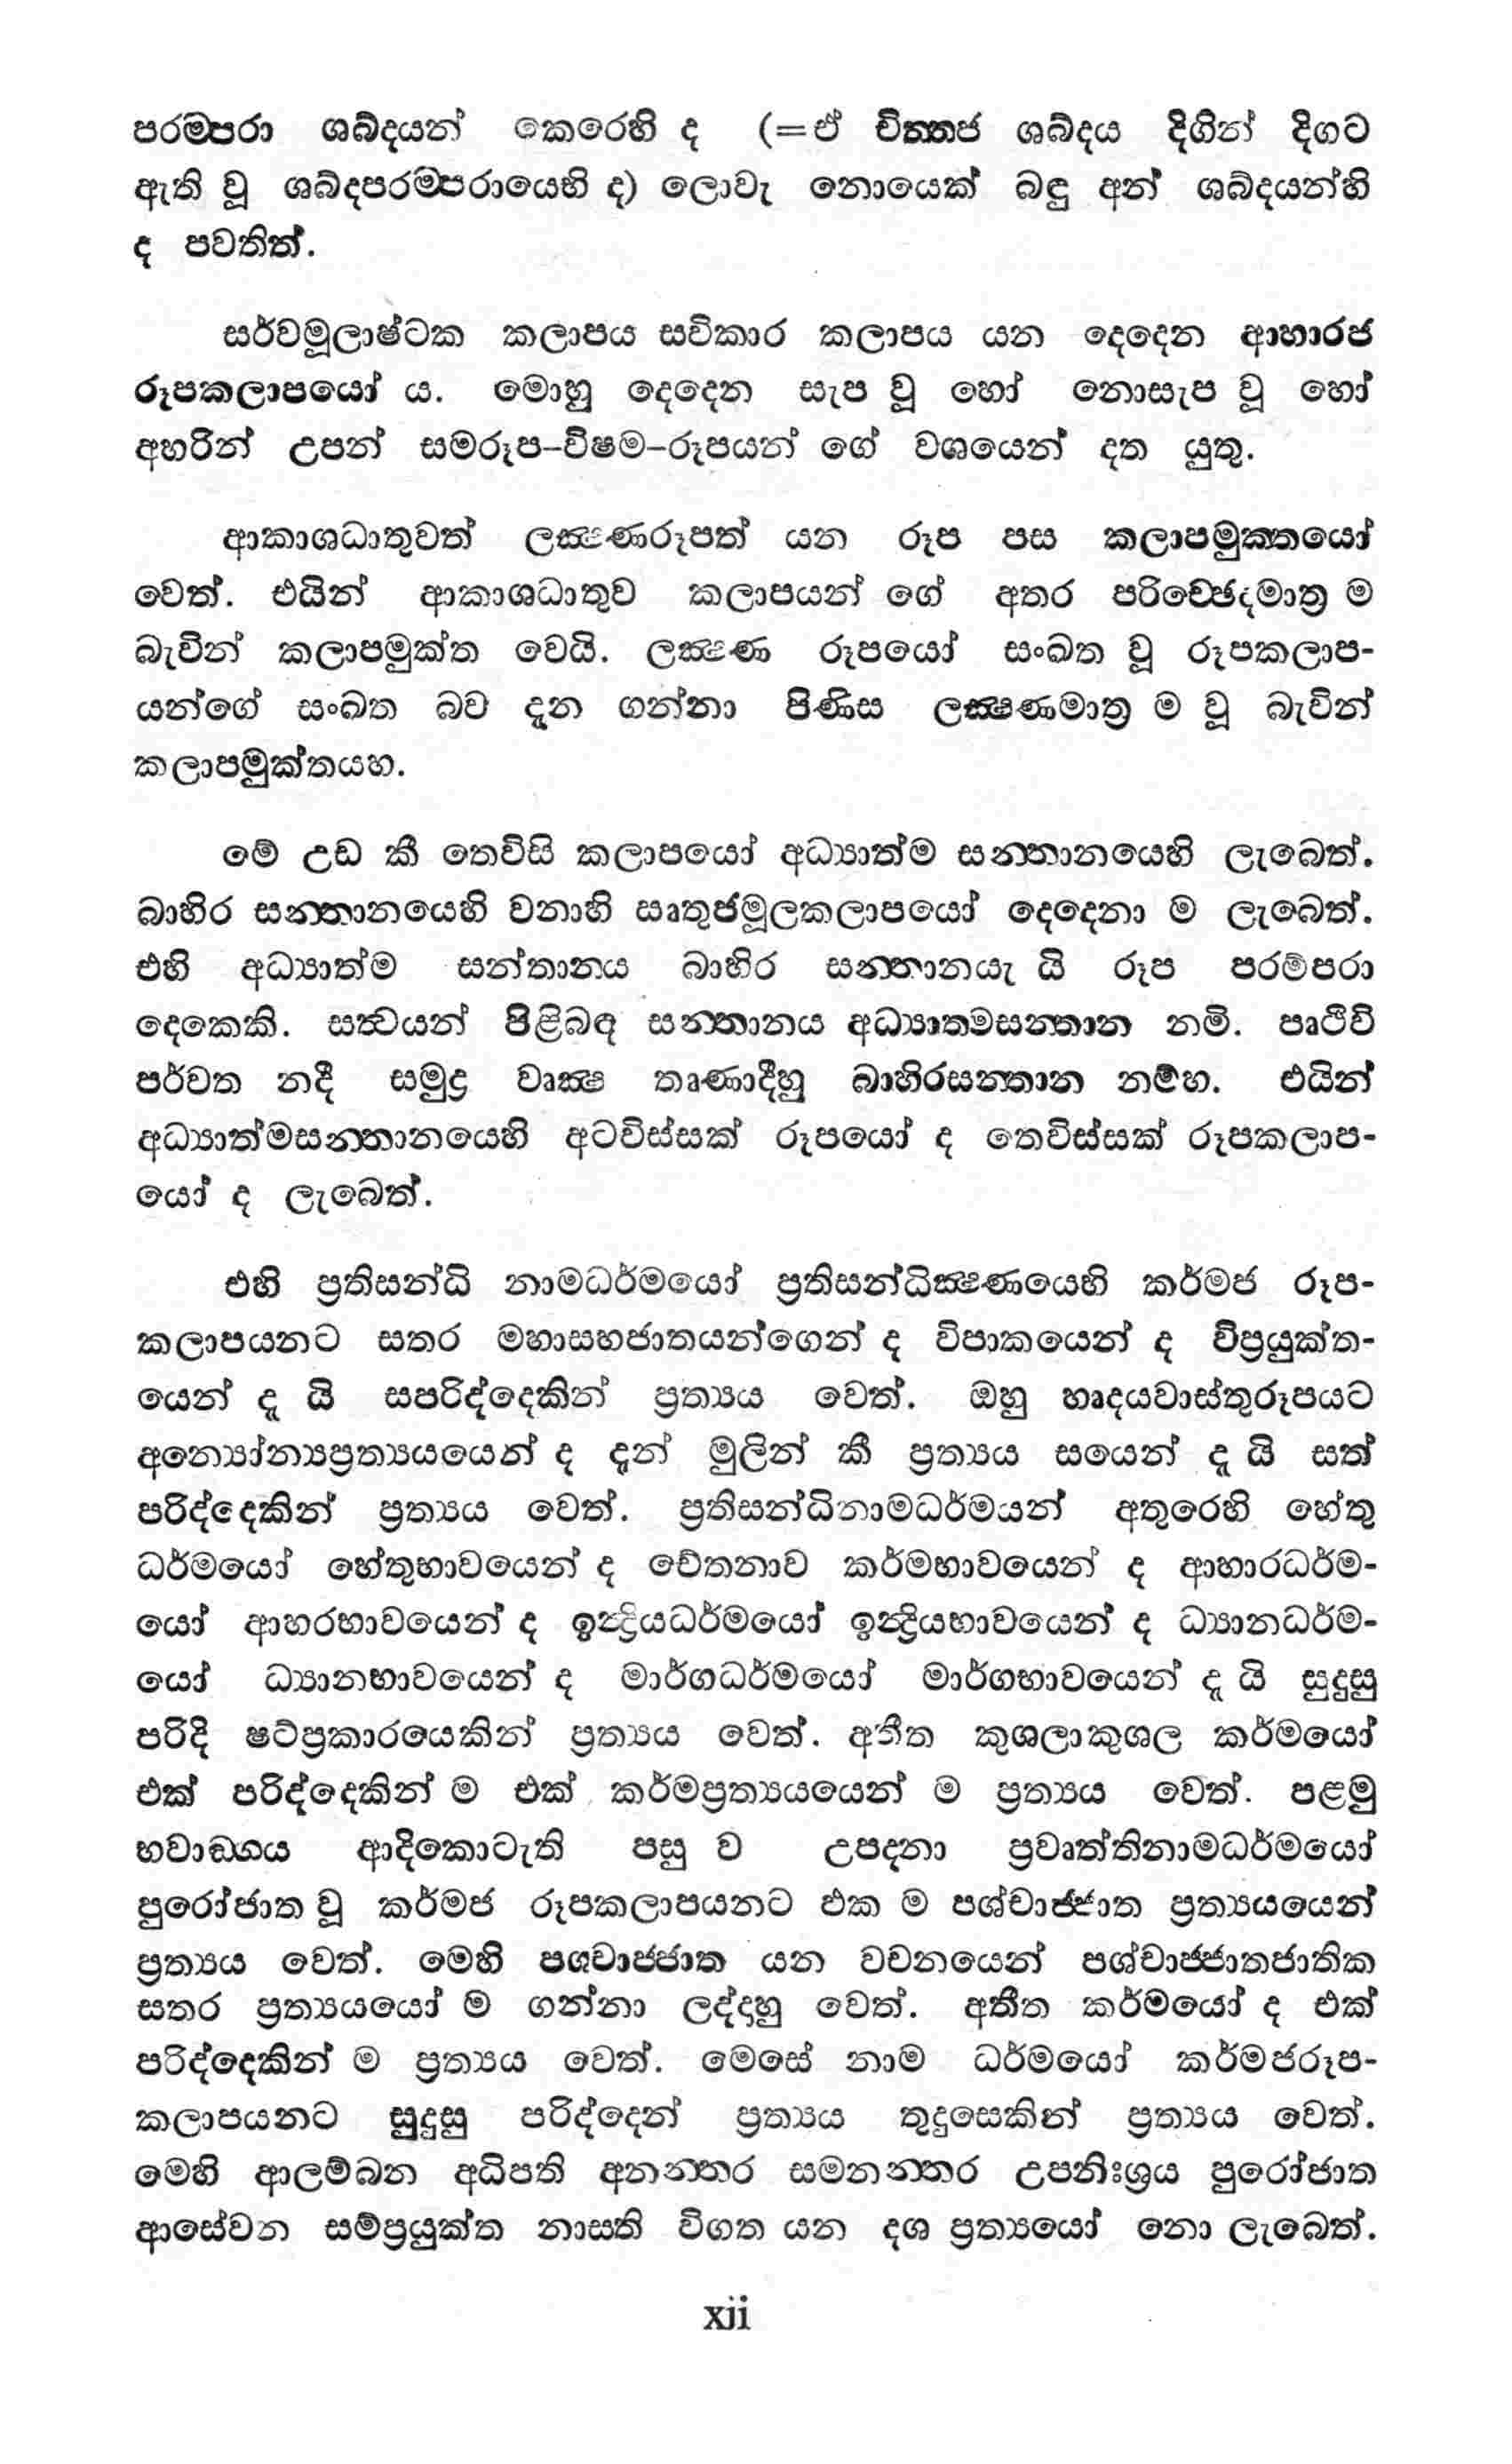 පරම්පරා ශබ්දයන් කෙරෙහි ද (=ඒ චිත්තජ ශබ්දය දිගින් දිගට
ඇති වූ ශබ්දපරම්පරායෙහි ද) ලොවැ නොයෙක් බඳු අන් ශබ්දයන්හි
ද පවතිත්.
සර්වමූලාෂ්ටක කලාපය සවිකාර කලාපය යන දෙදෙන ආහාරජ
රූපකලාපයෝ ය. මොහු දෙදෙන සැප වූ හෝ නොසැප වූ හෝ
අහරින් උපන් සමරූප–විෂම–රූපයන් ගේ වශයෙන් දත යුතු.
ආකාශධාතුවත් ලක්‍ෂණරූපත් යන රූප පස කලාපමුක්තයෝ
වෙත්. එයින් ආකාශධාතුව කලාපයන් ගේ අතර පරිච්ඡෙදමාත්‍ර ම
බැවින් කලාපමුක්ත වෙයි. ලක්‍ෂණ රූපයෝ සංඛත වූ රූපකලාප-
යන්ගේ සංඛත බව දැන ගන්නා පිණිස ලක්‍ෂණමාත්‍ර ම වූ බැවින්
කලාපමුක්තයහ.
මේ උඩ කී තෙවිසි කලාපයෝ අධ්‍යාත්ම සන්තානයෙහි ලැබෙත්.
බාහිර සන්තානයෙහි වනාහි ඍතුජමූලකලාපයෝ දෙදෙනා ම ලැබෙත්.
එහි අධ්‍යාත්ම සන්තානය බාහිර සන්තානයැ යි රූප පරම්පරා
දෙකෙකි. සත්වයන් පිළිබඳ සන්තානය අධ්‍යාත්මසන්තාන නමි. පෘථිවි
පර්වත නදී සමුද්‍ර වෘක්‍ෂ තෘණාදීහු බාහිරසන්තාන නම්හ. එයින්
අධ්‍යාත්මසන්තානයෙහි අටවිස්සක් රූපයෝ ද තෙවිස්සක් රූපකලාප-
යෝ ද ලැබෙත්.
එහි ප්‍රතිසන්ධි නාමධර්මයෝ ප්‍රතිසන්ධික්‍ෂණයෙහි කර්මජ රූප-
කලාපයනට සතර මහාසහජාතයන්ගෙන් ද විපාකයෙන් ද විප්‍රයුක්ත-
යෙන් දැ යි සපරිද්දෙකින් ප්‍රත්‍යය වෙත්. ඔහු හෘදයවාස්තුරූපයට
අන්‍යෝන්‍යප්‍රත්‍යයයෙන් ද දැන් මුලින් කී ප්‍රත්‍යය සයෙන් දැ යි සත්
පරිද්දෙකින් ප්‍රත්‍යය වෙත්. ප්‍රතිසන්ධිනාමධර්මයන් අතුරෙහි හේතු
ධර්මයෝ හේතුභාවයෙන් ද චේතනාව කර්මභාවයෙන් ද ආහාරධර්ම-
යෝ ආහරභාවයෙන් ද ඉන්ද්‍රියධර්මයෝ ඉන්ද්‍රියභාවයෙන් ද ධ්‍යානධර්ම-
යෝ ධ්‍යානභාවයෙන් ද මාර්ගධර්මයෝ මාර්ගභාවයෙන් දැ යි සුදුසු
පරිදි ෂට්ප්‍රකාරයෙකින් ප්‍රත්‍යය වෙත්. අතීත කුශලාකුශල කර්මයෝ
එක් පරිද්දෙකින් ම එක් කර්මප්‍රත්‍යයයෙන් ම ප්‍රත්‍යය වෙත්. පළමු
භවාඞ්ගය ආදිකොටැති පසු ව උපදනා ප්‍රවෘත්තිනාමධර්මයෝ
පුරෝජාත වූ කර්මජ රූපකලාපයනට එක ම පශ්චාජ්ජාත ප්‍රත්‍යයයෙන්
ප්‍රත්‍යය වෙත්. මෙහි පශ්චාජ්ජාත යන වචනයෙන් පශ්චාජ්ජාතජාතික
සතර ප්‍රත්‍යයයෝ ම ගන්නා ලද්දාහු වෙත්. අතීත කර්මයෝ ද එක්
පරිද්දෙකින් ම ප්‍රත්‍යය වෙත්. මෙසේ නාම ධර්මයෝ කර්මජරූප-
කලාපයනට සුදුසු පරිද්දෙන් ප්‍රත්‍යය තුදුසෙකින් ප්‍රත්‍යය වෙත්.
මෙහි ආලම්බන අධිපති අනන්තර සමනන්තර උපනිඃශ්‍රය පුරෝජාත
ආසේවන සම්ප්‍රයුක්ත නාසති විගත යන දශ ප්‍රත්‍යයෝ නො ලැබෙත්.
xii